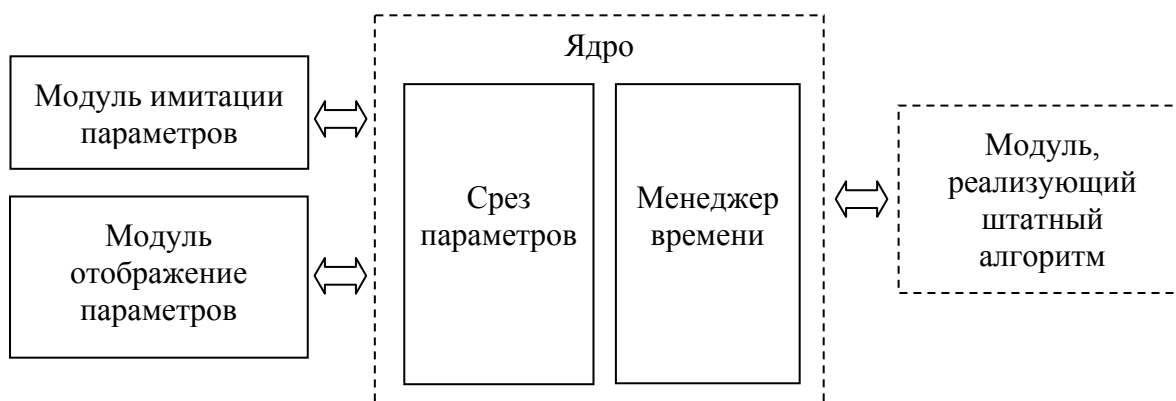 Модуль имитации
параметров
Модуль
отображение
параметров
Ядро
Срез
параметров
Менеджер
времени
Модуль,
реализующий
штатный
алгоритм